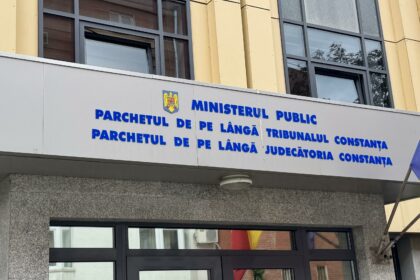 MINISTERUL PUBLIC
PARCHETUL DE PE LÂNGĂ TRIBUNALUL CONSTANȚA
PARCHETUL DE PE LÂNGĂ JUDECĂTORIA CONSTANȚA